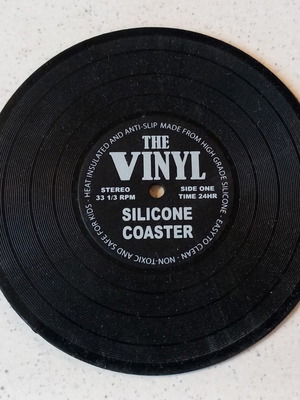 HEAT INSULATED AND ANTI-SLIP MADE FROM HIGH GRADE SILICONE - EASY TO CLEAN : NON-TOXIC AND SAFE FOR KIDS -
THE
VINYL
STEREO SIDE ONE
33 1/3 RPM TIME 24HR
SILICONE
COASTER